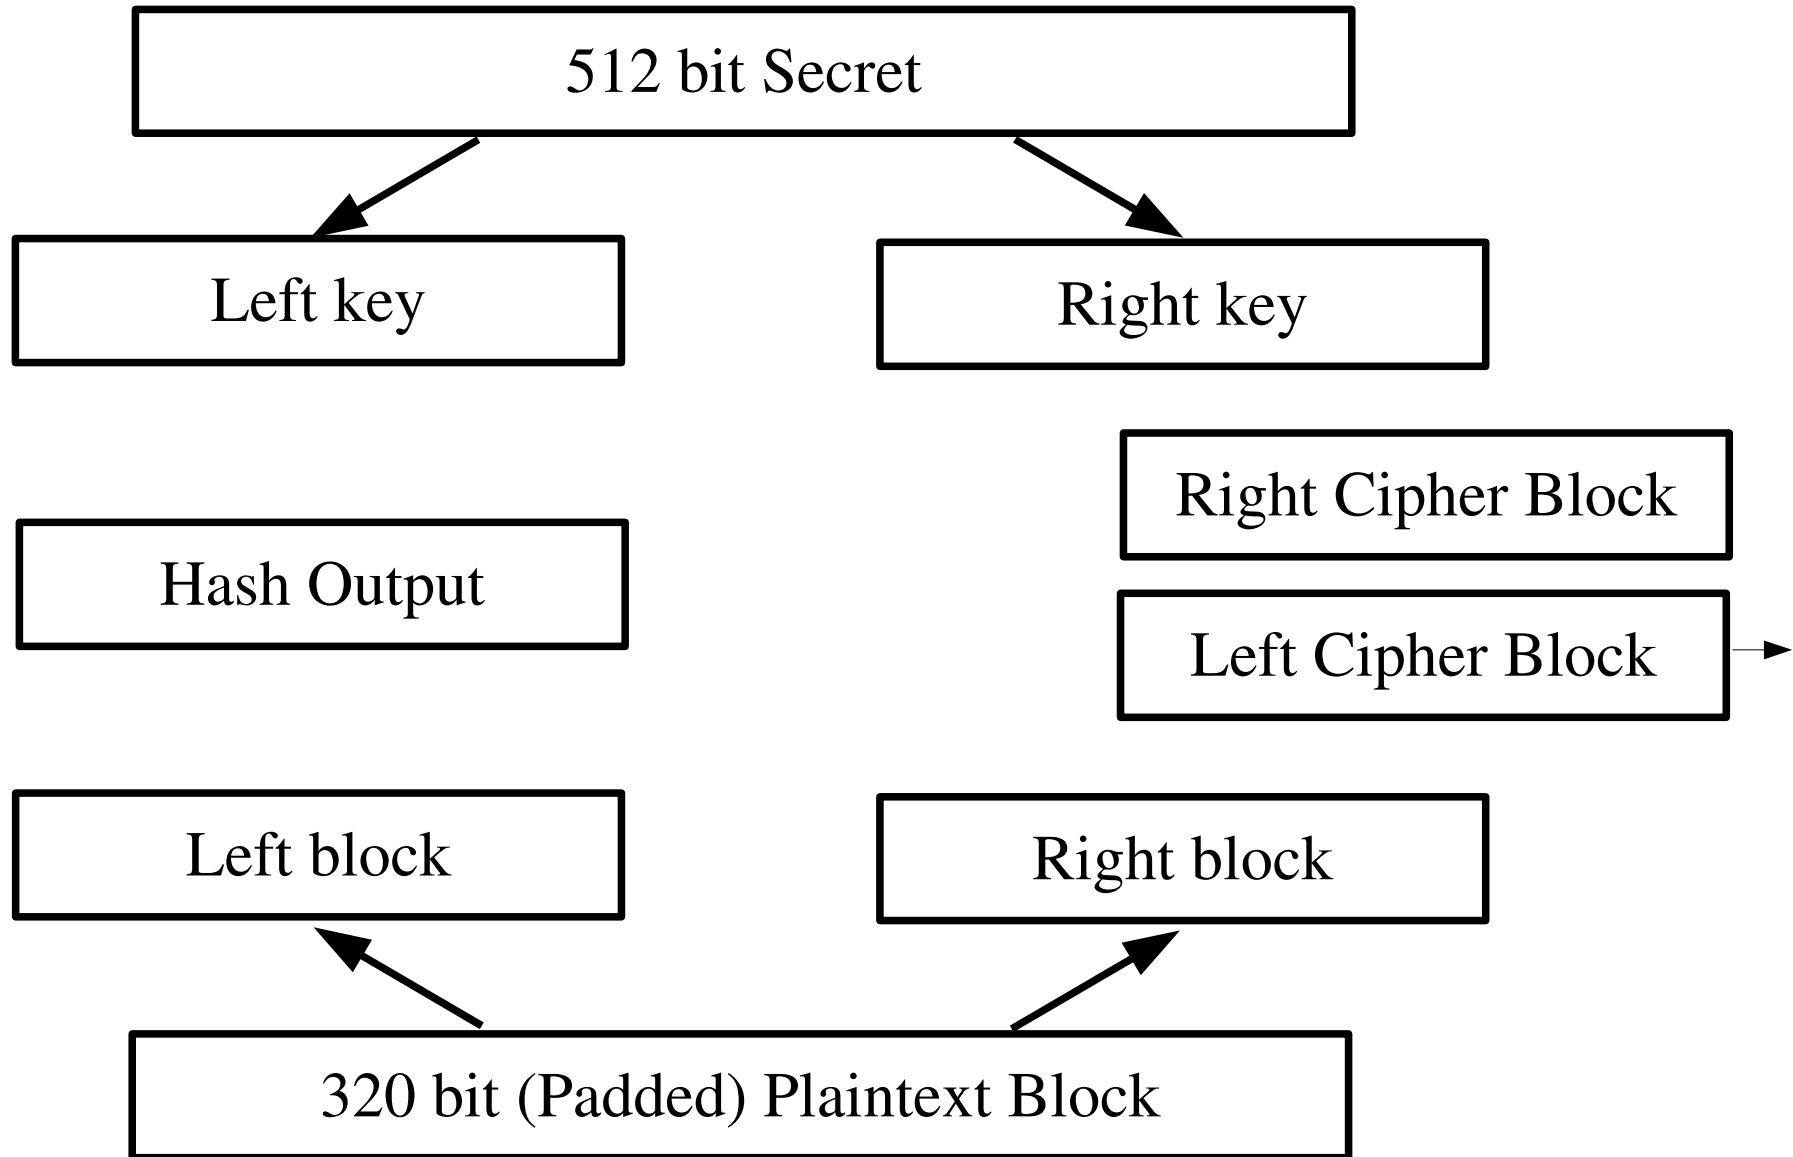 512 bit Secret
Left key
Right key
Right Cipher Block
Hash Output
Left Cipher Block
Left block
Right block
320 bit (Padded) Plaintext Block